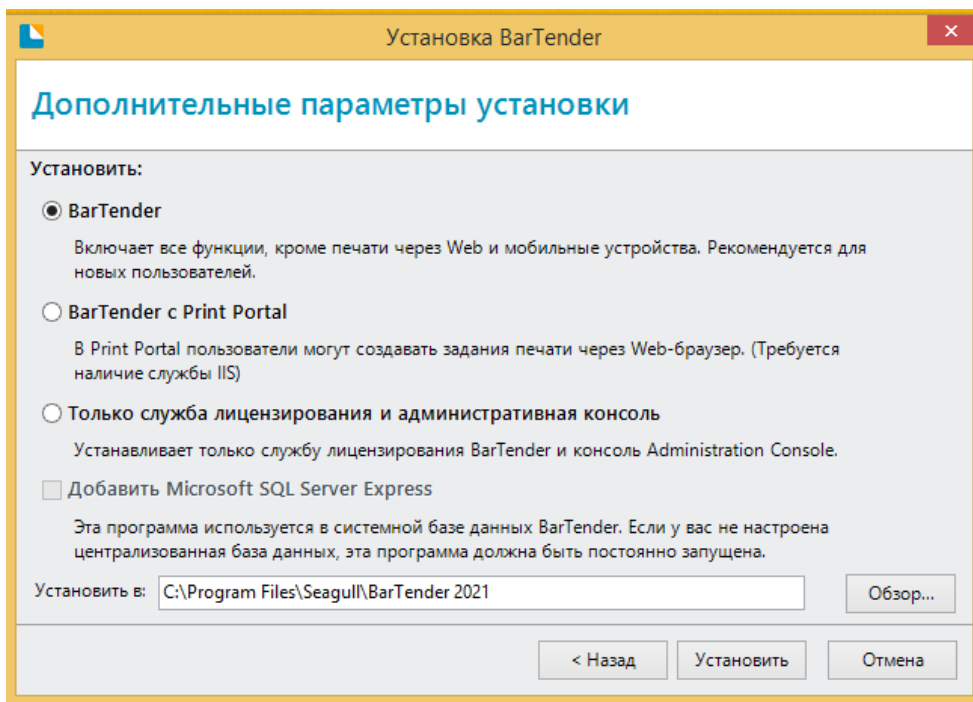 Установка BarTender
Дополнительные параметры установки
Установить:
BarTender
Включает все функции, кроме печати через Web и мобильные устройства. Рекомендуется для
новых пользователей.
BarTender с Print Portal
В Print Portal пользователи могут создавать задания печати через Web-браузер. (Требуется
наличие службы IIS)
Только служба лицензирования и административная консоль
Устанавливает только службу лицензирования BarTender и консоль Administration Console.
Добавить Microsoft SQL Server Express
Эта программа используется в системной базе данных BarTender. Если у вас не настроена
централизованная база данных, эта программа должна быть постоянно запущена.
Установить в: C:\Program Files\Seagull\BarTender 2021 Обзор...
< Назад Установить Отмена